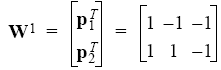 W¹ = [p₁ᵀ p₂ᵀ] = [1 −1 −1
1 1 −1]